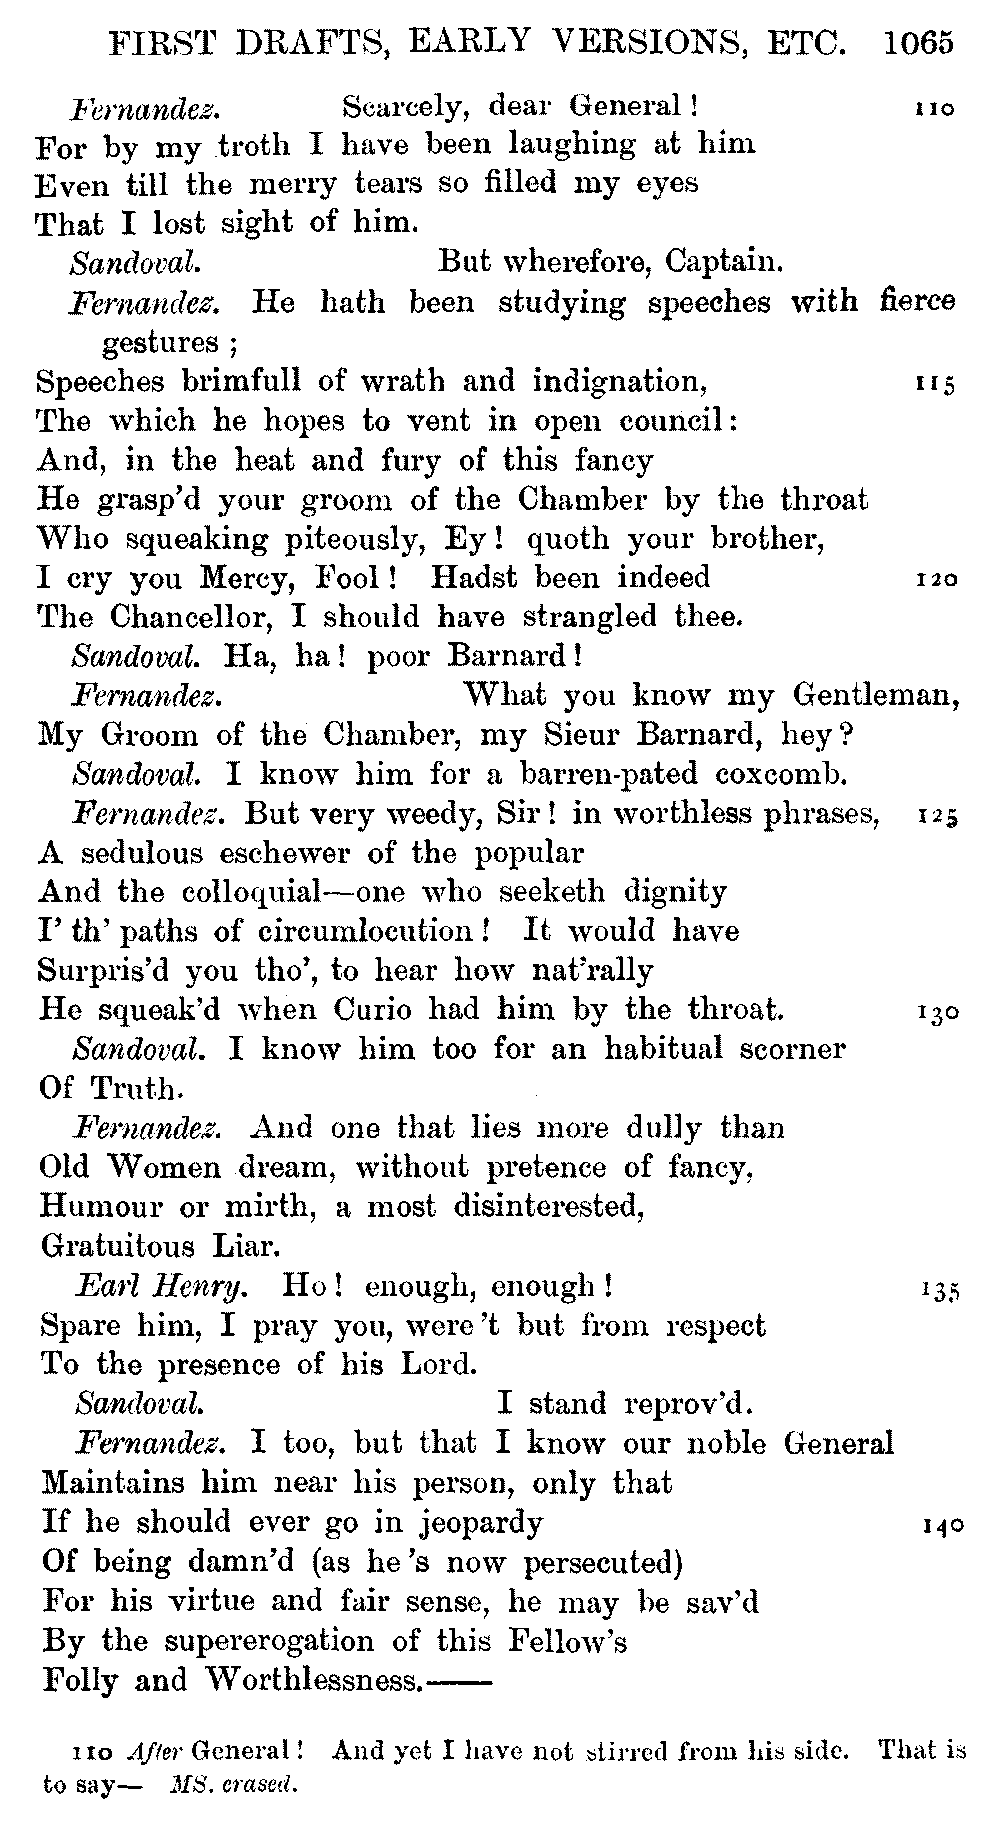 FIRST DRAFTS, EARLY VERSIONS, ETC. 1065
Fernandez. Scarcely, dear General! 110
For by my troth I have been laughing at him
Even till the merry tears so filled my eyes
That I lost sight of him.
Sandoval. But wherefore, Captain.
Fernandez. He hath been studying speeches with fierce
gestures;
Speeches brimfull of wrath and indignation, 115
The which he hopes to vent in open council:
And, in the heat and fury of this fancy
He grasp'd your groom of the Chamber by the throat
Who squeaking piteously, Ey! quoth your brother,
I cry you Mercy, Fool! Hadst been indeed 120
The Chancellor, I should have strangled thee.
Sandoval. Ha, ha! poor Barnard!
Fernandez. What you know my Gentleman,
My Groom of the Chamber, my Sieur Barnard, hey?
Sandoval. I know him for a barren-pated coxcomb.
Fernandez. But very weedy, Sir! in worthless phrases, 125
A sedulous eschewer of the popular
And the colloquial—one who seeketh dignity
I' th' paths of circumlocution! It would have
Surpris'd you tho', to hear how nat'rally
He squeak'd when Curio had him by the throat. 130
Sandoval. I know him too for an habitual scorner
Of Truth.
Fernandez. And one that lies more dully than
Old Women dream, without pretence of fancy,
Humour or mirth, a most disinterested,
Gratuitous Liar.
Earl Henry. Ho! enough, enough! 135
Spare him, I pray you, were 't but from respect
To the presence of his Lord.
Sandoval. I stand reprov'd.
Fernandez. I too, but that I know our noble General
Maintains him near his person, only that
If he should ever go in jeopardy 140
Of being damn'd (as he 's now persecuted)
For his virtue and fair sense, he may be sav'd
By the supererogation of this Fellow's
Folly and Worthlessness.——
110 After General! And yet I have not stirred from his side. That is
to say— MS. erased.